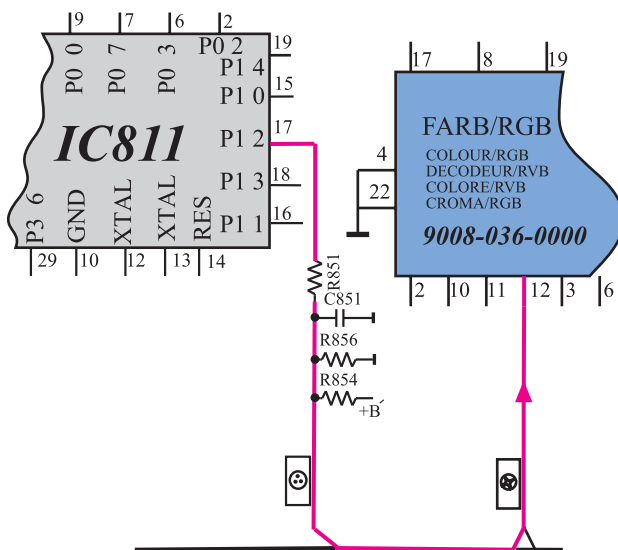 9 7 6 2
P0 0 P0 7 P0 3 P0 2
19
P1 4
15
P1 0
17
P1 2
IC811
18
P1 3
16
P1 1
P3 6 GND XTAL XTAL RES
29 10 12 13 14
17 8 19
FARB/RGB
4
COLOUR/RGB
DECODEUR/RVB
22
COLORE/RVB
CROMA/RGB
9008-036-0000
2 10 11 12 3 6
R851
C851
R856
R854
+B´